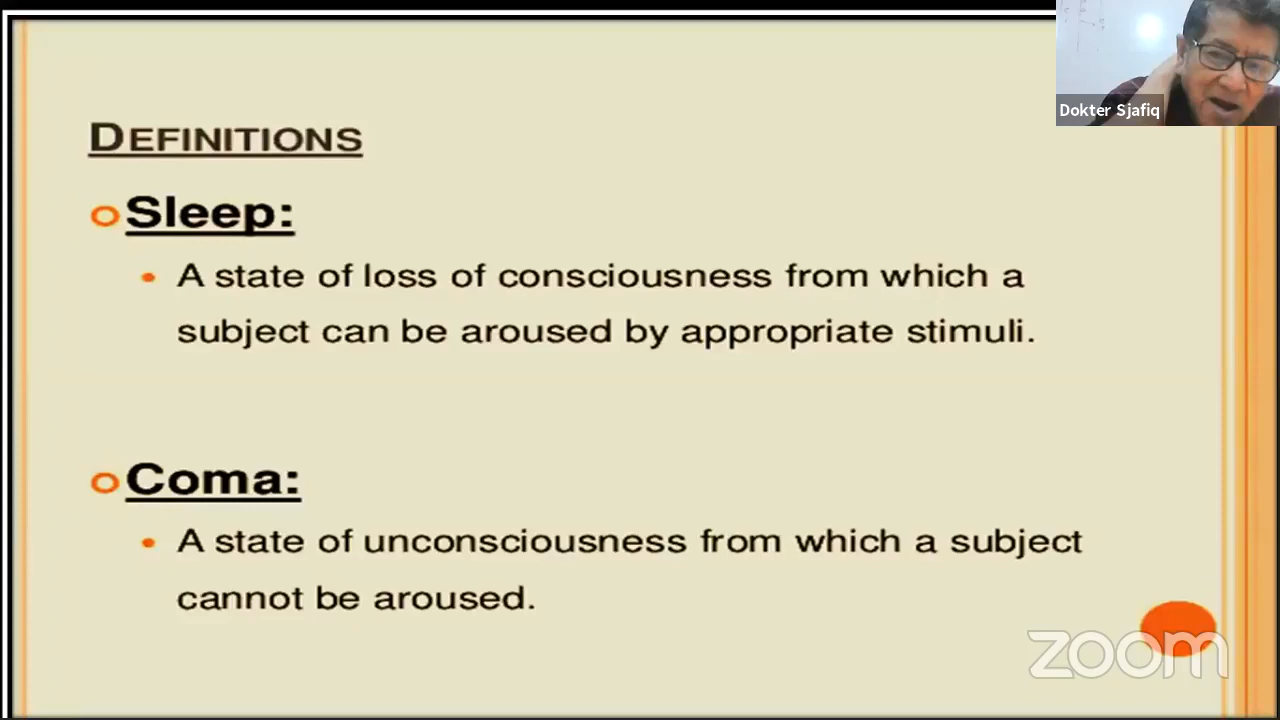 DEFINITIONS
Sleep:
A state of loss of consciousness from which a
subject can be aroused by appropriate stimuli.
Coma:
A state of unconsciousness from which a subject
cannot be aroused.
Dokter Sjafiq
zoom